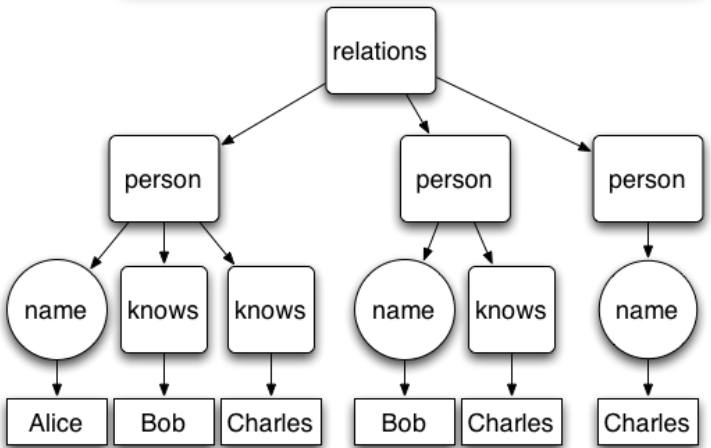 relations
person
person
person
name
knows
knows
name
knows
name
Alice
Bob
Charles
Bob
Charles
Charles